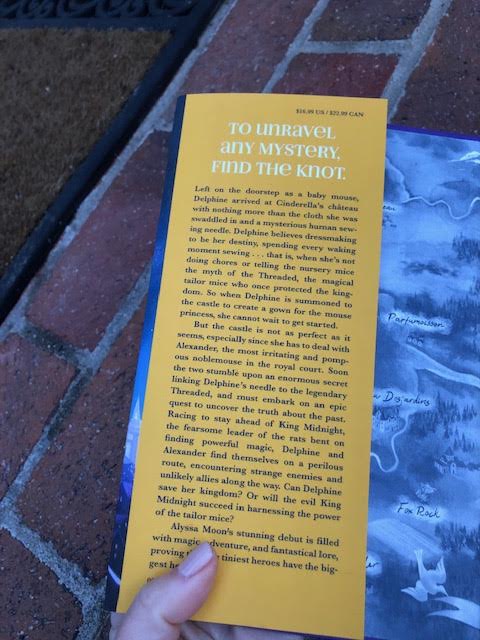 $16.99 US / $22.99 CAN
TO UNRAVEL
ANY MYSTERY,
FIND THE KNOT.
Left on the doorstep as a baby mouse,
Delphine arrived at Cinderella's château
with nothing more than the cloth she was
swaddled in and a mysterious human sew-
ing needle. Delphine believes dressmaking
to be her destiny, spending every waking
moment sewing . . . that is, when she's not
doing chores or telling the nursery mice
the myth of the Threaded, the magical
tailor mice who once protected the king-
dom. So when Delphine is summoned to
the castle to create a gown for the mouse
princess, she cannot wait to get started.
But the castle is not as perfect as it
seems, especially since she has to deal with
Alexander, the most irritating and pomp-
ous noblemouse in the royal court. Soon
the two stumble upon an enormous secret
linking Delphine's needle to the legendary
Threaded, and must embark on an epic
quest to uncover the truth about the past.
Racing to stay ahead of King Midnight,
the fearsome leader of the rats bent on
finding powerful magic, Delphine and
Alexander find themselves on a perilous
route, encountering strange enemies and
unlikely allies along the way. Can Delphine
save her kingdom? Or will the evil King
Midnight succeed in harnessing the power
of the tailor mice?
Alyssa Moon's stunning debut is filled
with magic, adventure, and fantastical lore,
proving tiniest heroes have the big-
gest
Parfumoisson
Desjardins
Fox Rock